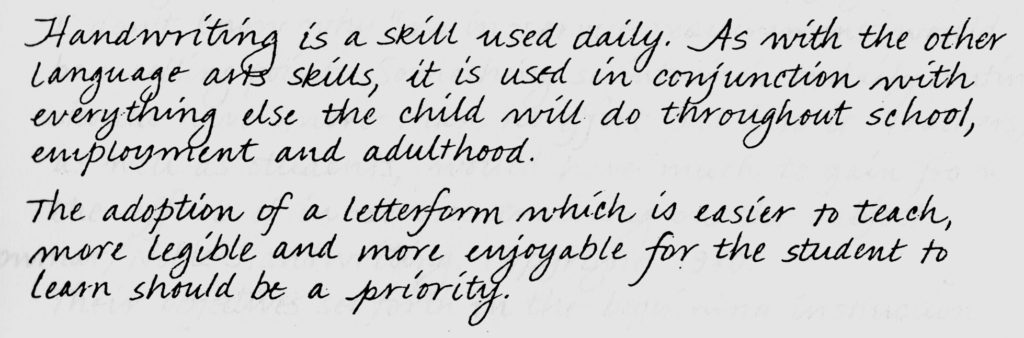 Handwriting is a skill used daily. As with the other
language arts skills, it is used in conjunction with
everything else the child will do throughout school,
employment and adulthood.
The adoption of a letterform which is easier to teach,
more legible and more enjoyable for the student to
learn should be a priority.